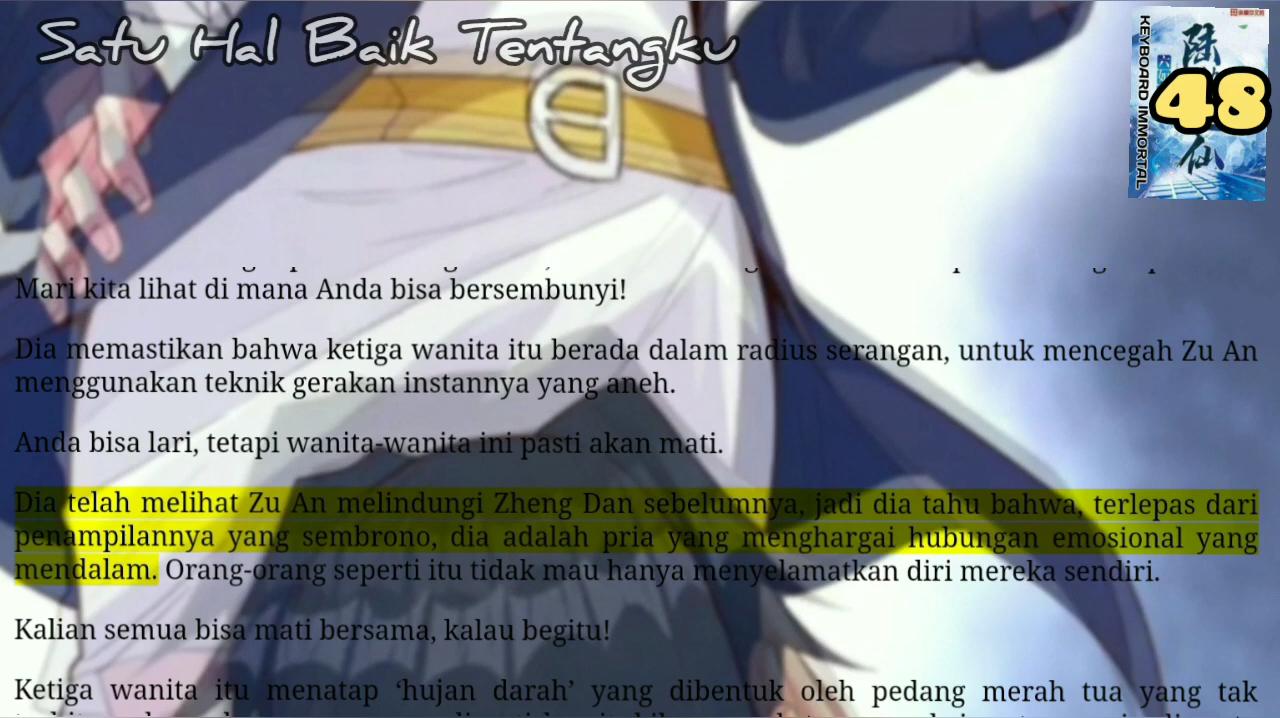 Satu Hal Baik Tentangku
KEYBOARD IMMORTAL
48
Mari kita lihat di mana Anda bisa bersembunyi!
Dia memastikan bahwa ketiga wanita itu berada dalam radius serangan, untuk mencegah Zu An
menggunakan teknik gerakan instannya yang aneh.
Anda bisa lari, tetapi wanita-wanita ini pasti akan mati.
Dia telah melihat Zu An melindungi Zheng Dan sebelumnya, jadi dia tahu bahwa, terlepas dari
penampilannya yang sembrono, dia adalah pria yang menghargai hubungan emosional yang
mendalam. Orang-orang seperti itu tidak mau hanya menyelamatkan diri mereka sendiri.
Kalian semua bisa mati bersama, kalau begitu!
Ketiga wanita itu menatap ‘hujan darah’ yang dibentuk oleh pedang merah tua yang tak